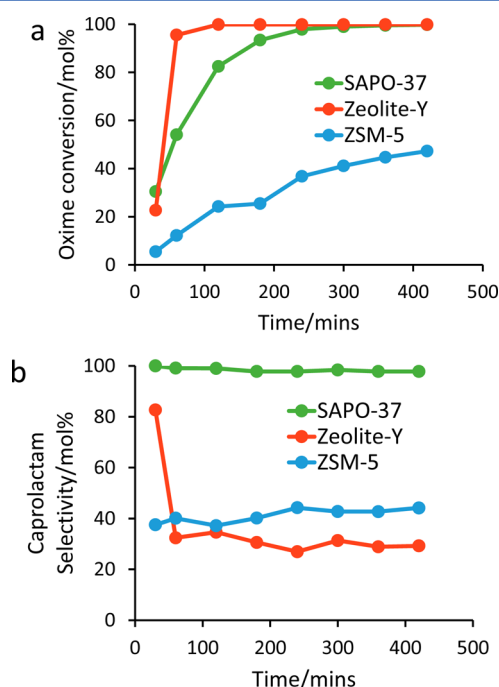 a
Oxime conversion/mol%
100
80
60
40
20
0
SAPO-37
Zeolite-Y
ZSM-5
0 100 200 300 400 500
Time/mins
b
Caprolactam
Selectivity/mol%
100
80
60
40
20
0
SAPO-37
Zeolite-Y
ZSM-5
0 100 200 300 400 500
Time/mins